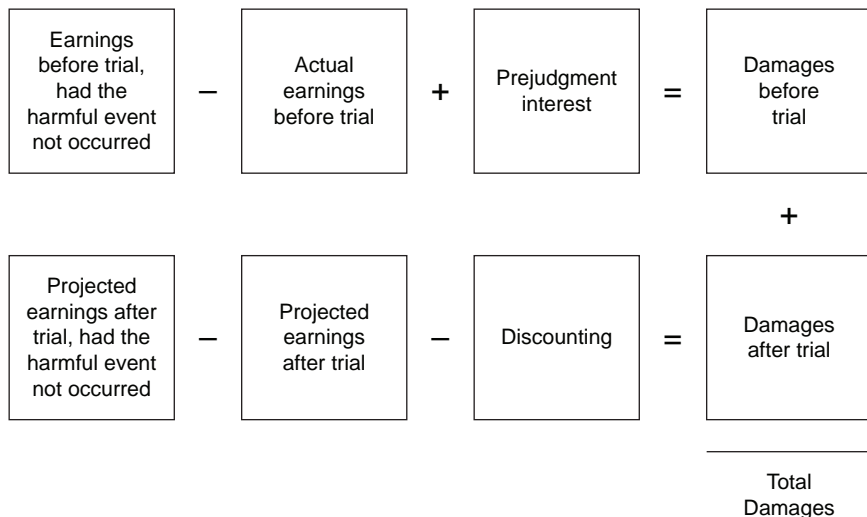 Earnings
before trial,
had the
harmful event
not occurred
–
Actual
earnings
before trial
+
Prejudgment
interest
=
Damages
before
trial
+
Projected
earnings after
trial, had the
harmful event
not occurred
–
Projected
earnings
after trial
–
Discounting
=
Damages
after trial
Total
Damages